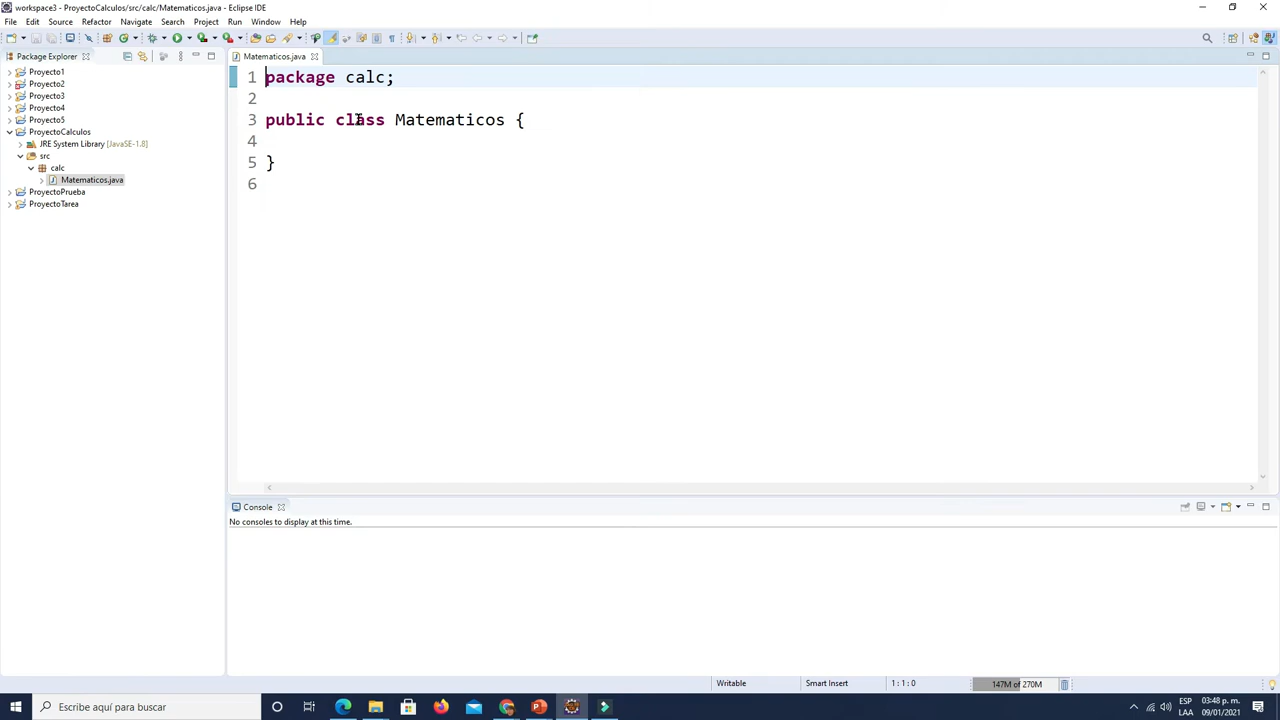 workspace3 - ProyectoCalculos/src/calc/Matematicos.java - Eclipse IDE
File Edit Source Refactor Navigate Search Project Run Window Help
Package Explorer
Proyecto1
Proyecto2
Proyecto3
Proyecto4
Proyecto5
ProyectoCalculos
JRE System Library [JavaSE-1.8]
src
calc
Matematicos.java
ProyectoPrueba
ProyectoTarea
Matematicos.java
1 package calc;
2
3 public class Matematicos {
4
5 }
6
Console
No consoles to display at this time.
Writable Smart Insert 1 : 1 : 0 147M of 270M
Escribe aquí para buscar
ESP
LAA
03:48 p. m.
09/01/2021